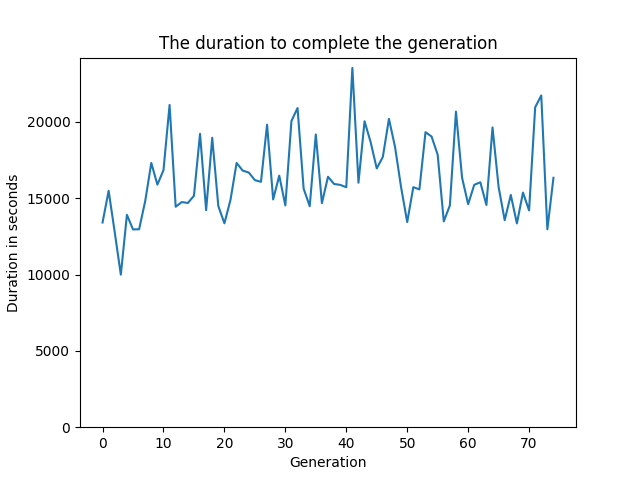 The duration to complete the generation
Duration in seconds
20000
15000
10000
5000
0
0 10 20 30 40 50 60 70
Generation